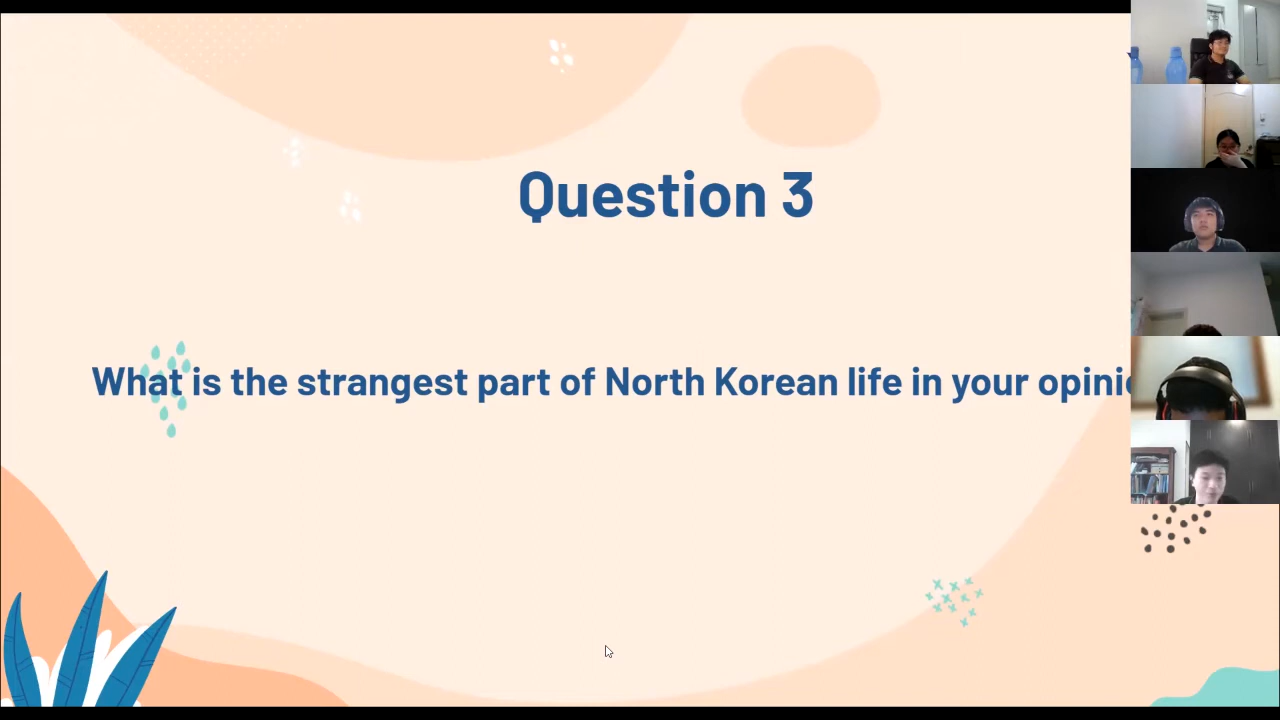 Question 3
What is the strangest part of North Korean life in your opini